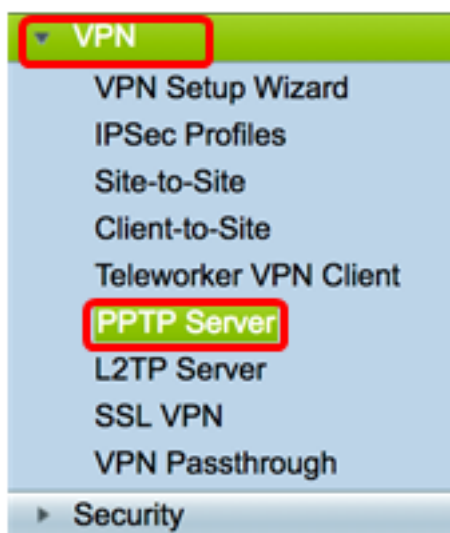 VPN
VPN Setup Wizard
IPSec Profiles
Site-to-Site
Client-to-Site
Teleworker VPN Client
PPTP Server
L2TP Server
SSL VPN
VPN Passthrough
Security